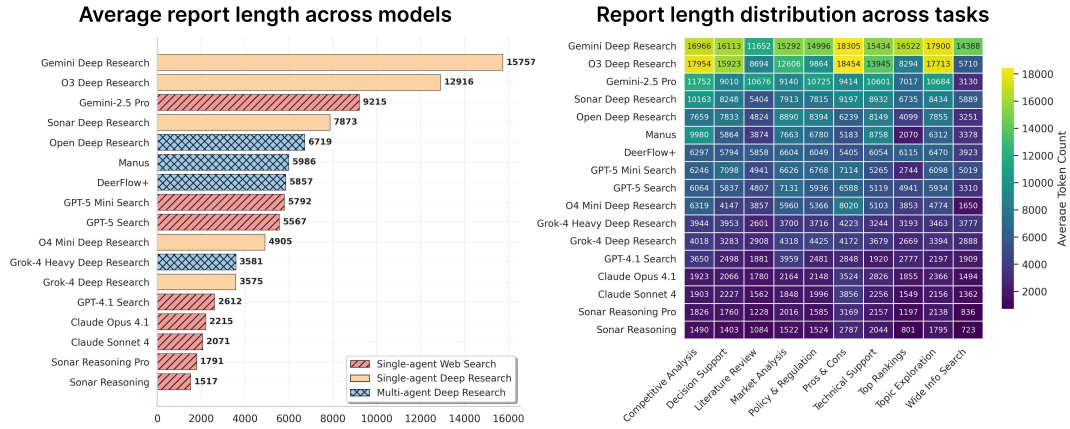 Average report length across models
Gemini Deep Research 15757
O3 Deep Research 12916
Gemini-2.5 Pro 9215
Sonar Deep Research 7873
Open Deep Research 6719
Manus 5986
DeerFlow+ 5857
GPT-5 Mini Search 5792
GPT-5 Search 5567
O4 Mini Deep Research 4905
Grok-4 Heavy Deep Research 3581
Grok-4 Deep Research 3575
GPT-4.1 Search 2612
Claude Opus 4.1 2215
Claude Sonnet 4 2071
Sonar Reasoning Pro 1791
Sonar Reasoning 1517
Single-agent Web Search
Single-agent Deep Research
Multi-agent Deep Research
0 2000 4000 6000 8000 10000 12000 14000 16000
Report length distribution across tasks
Gemini Deep Research 16966 16113 11652 15292 14996 18305 15434 16522 17900 14388
O3 Deep Research 17954 15923 8694 12606 9864 18454 13945 8294 17713 5710
Gemini-2.5 Pro 11752 9010 10676 9140 10725 9414 10601 7017 10684 3130
Sonar Deep Research 10163 8248 5404 7913 7815 9197 8932 6735 8434 5889
Open Deep Research 7659 7833 4824 8890 8394 6239 8149 4099 7855 3251
Manus 9980 5864 3874 7663 6780 5183 8758 2070 6312 3378
DeerFlow+ 6297 5794 5858 6604 6049 5405 6054 6115 6470 3923
GPT-5 Mini Search 6246 7098 4941 6626 6768 7114 5265 2744 6098 5019
GPT-5 Search 6064 5837 4807 7131 5936 6588 5119 4941 5934 3310
O4 Mini Deep Research 6319 4147 3857 5960 5366 8020 5103 3853 4774 1650
Grok-4 Heavy Deep Research 3944 3953 2601 3700 3716 4223 3244 3193 3463 3777
Grok-4 Deep Research 4018 3283 2908 4318 4425 4172 3679 2669 3394 2888
GPT-4.1 Search 3650 2498 1881 3959 2481 2848 1920 2777 2197 1909
Claude Opus 4.1 1923 2066 1780 2164 2148 3524 2826 1855 2366 1494
Claude Sonnet 4 1903 2227 1562 1848 1996 3856 2256 1549 2156 1362
Sonar Reasoning Pro 1826 1760 1228 2016 1585 3169 2157 1197 2138 836
Sonar Reasoning 1490 1403 1084 1522 1524 2787 2044 801 1795 723
Competitive Analysis
Decision Support
Literature Review
Market Analysis
Policy & Regulation
Pros & Cons
Technical Support
Top Rankings
Topic Exploration
Wide Info Search
18000
16000
14000
12000
10000
8000
6000
4000
2000
Average Token Count